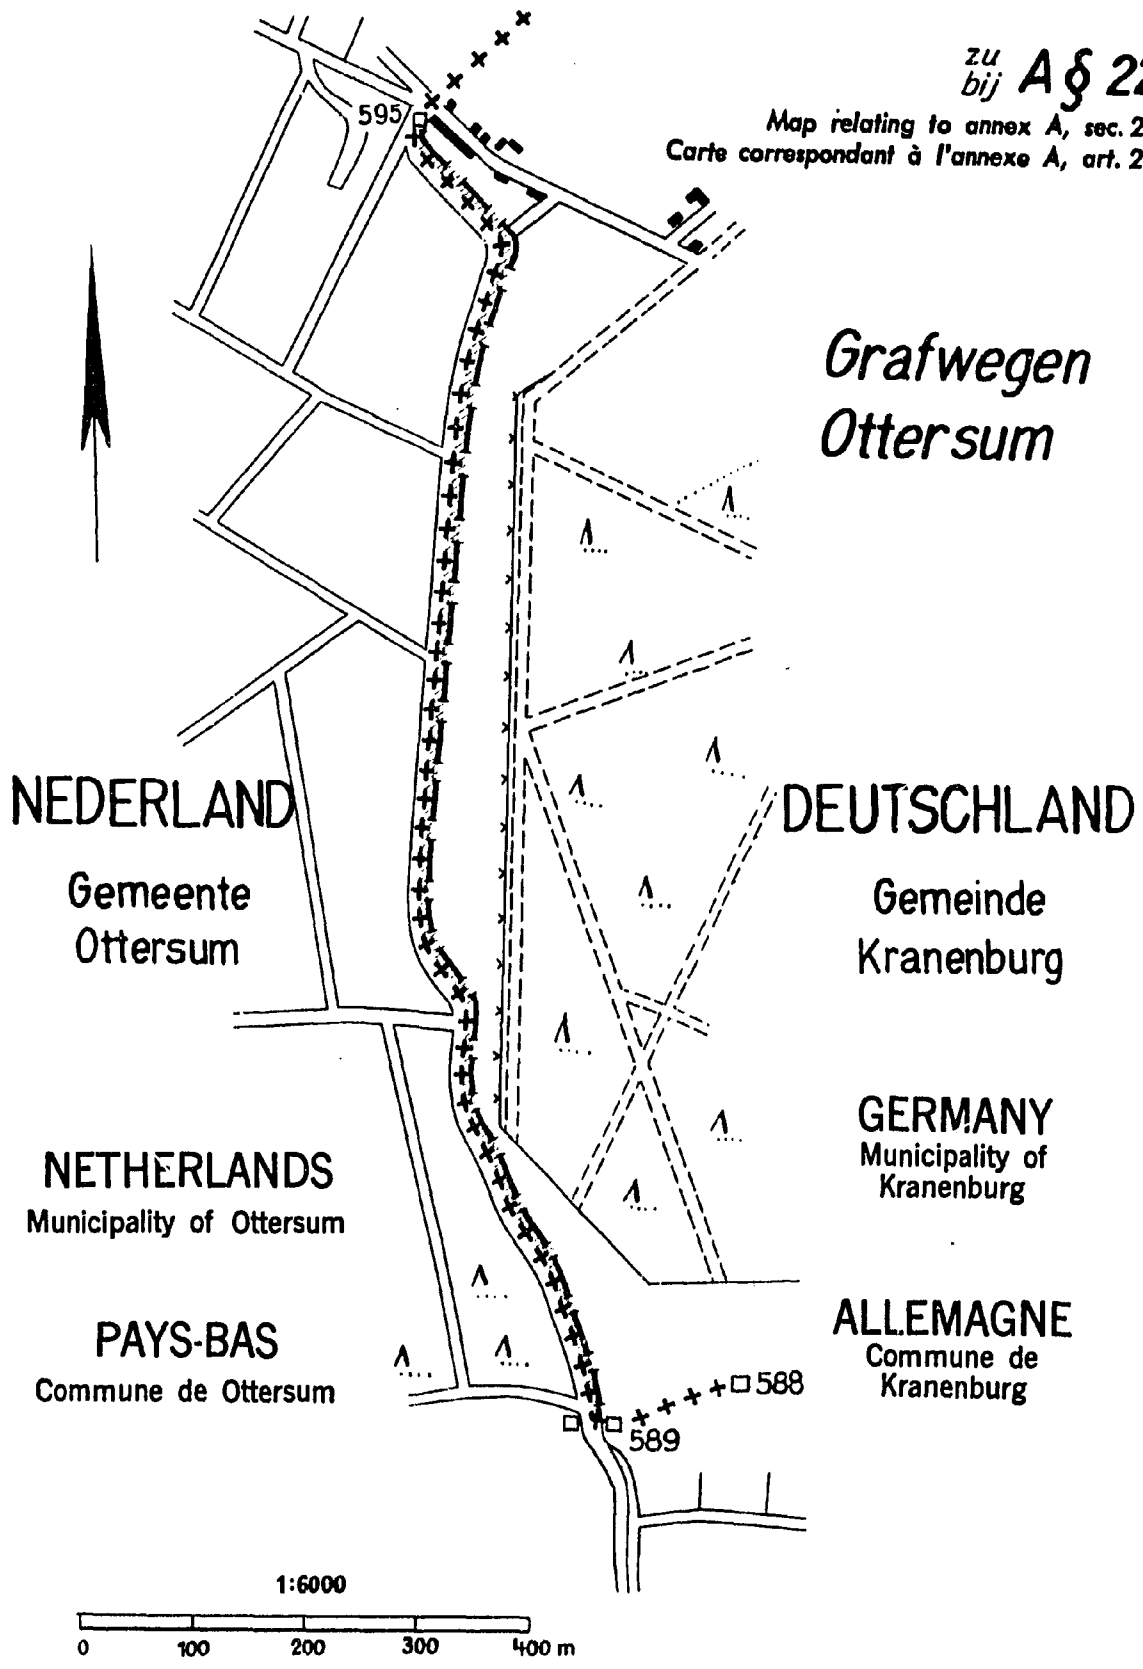 zu
bij A § 22
Map relating to annex A, sec. 2
Carte correspondant à l'annexe A, art. 2
595
Grafwegen
Ottersum
NEDERLAND
Gemeente
Ottersum
DEUTSCHLAND
Gemeinde
Kranenburg
NETHERLANDS
Municipality of Ottersum
GERMANY
Municipality of
Kranenburg
PAYS-BAS
Commune de Ottersum
ALLEMAGNE
Commune de
Kranenburg
588
589
1:6000
0 100 200 300 400 m